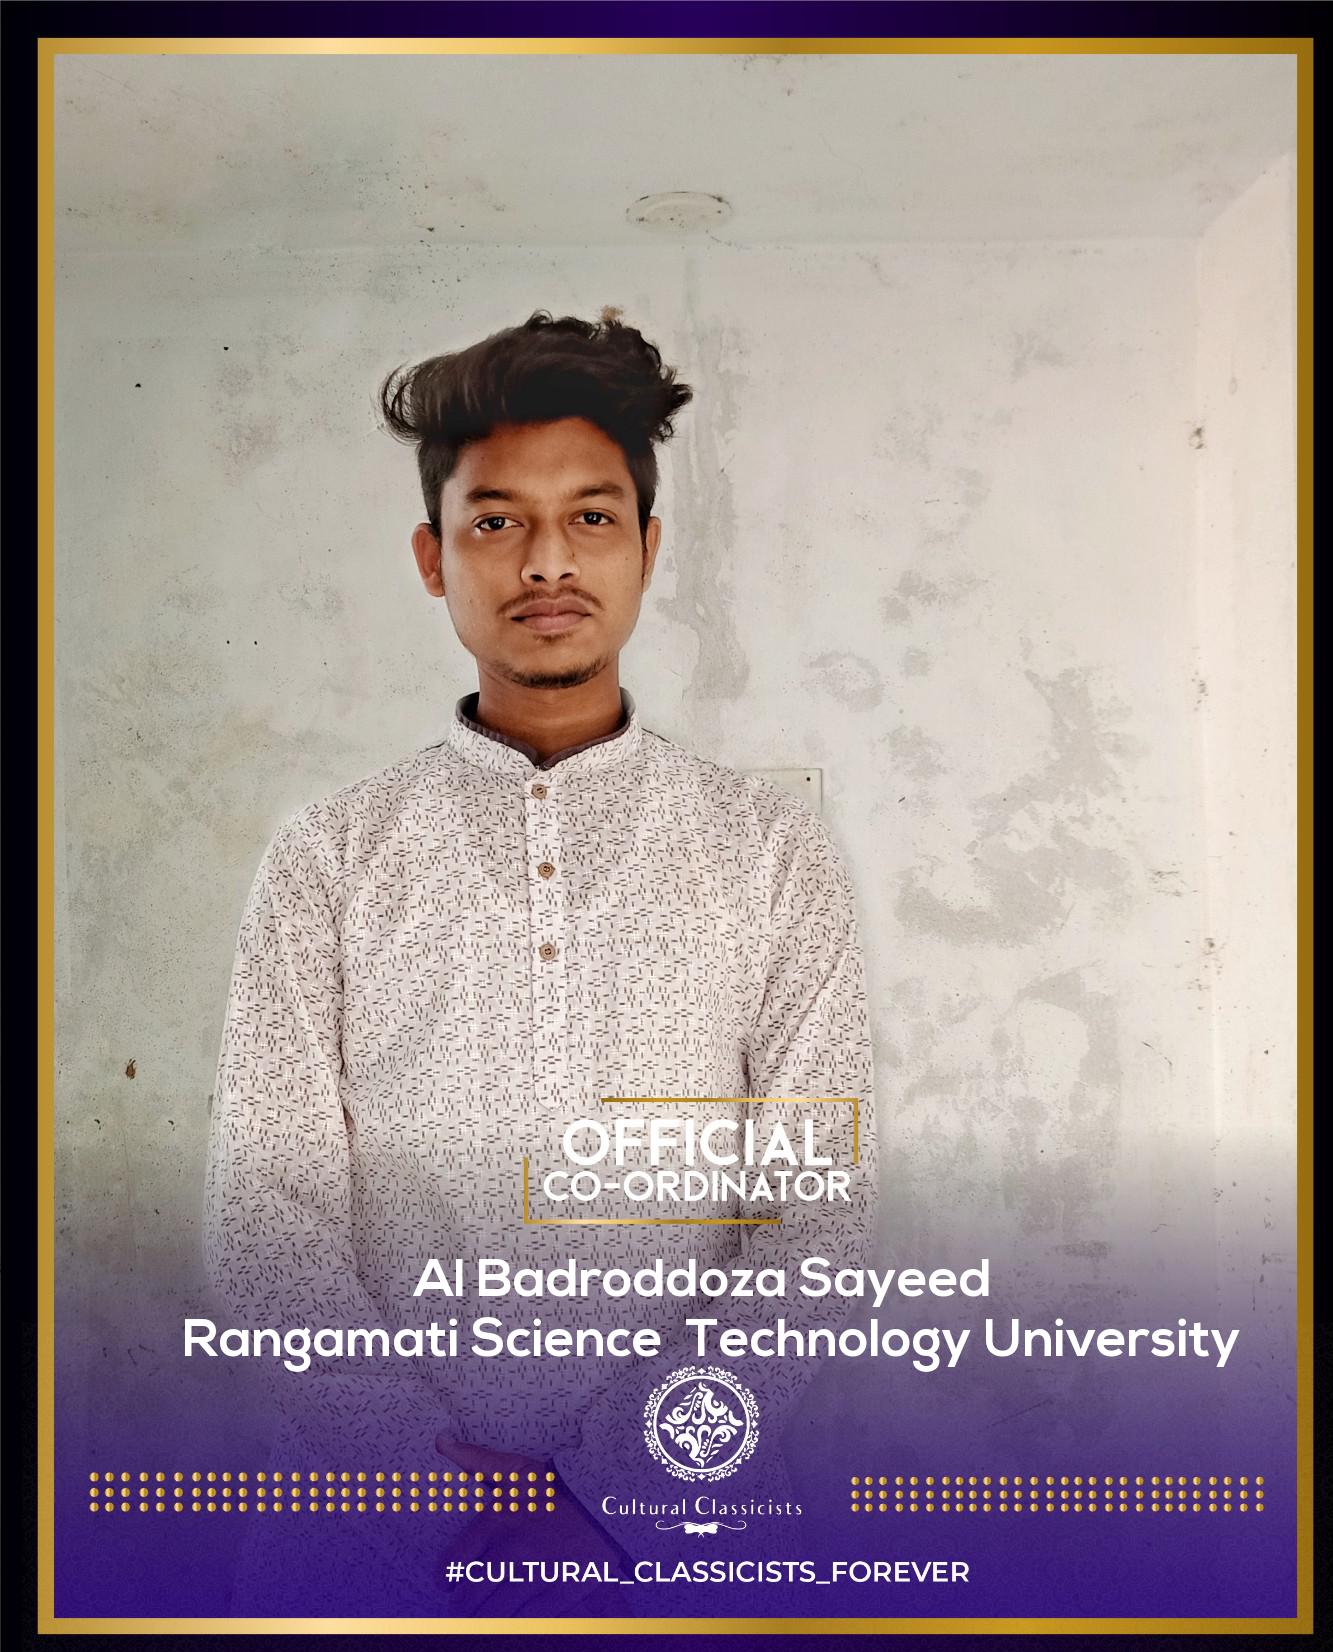 OFFICIAL
CO-ORDINATOR
Al Badroddoza Sayeed
Rangamati Science Technology University
Cultural Classicists
#CULTURAL_CLASSICISTS_FOREVER